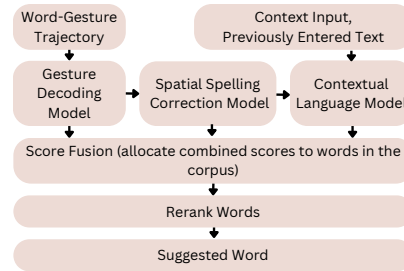 Word-Gesture
Trajectory
Context Input,
Previously Entered Text
Gesture
Decoding
Model
Spatial Spelling
Correction Model
Contextual
Language Model
Score Fusion (allocate combined scores to words in the
corpus)
Rerank Words
Suggested Word